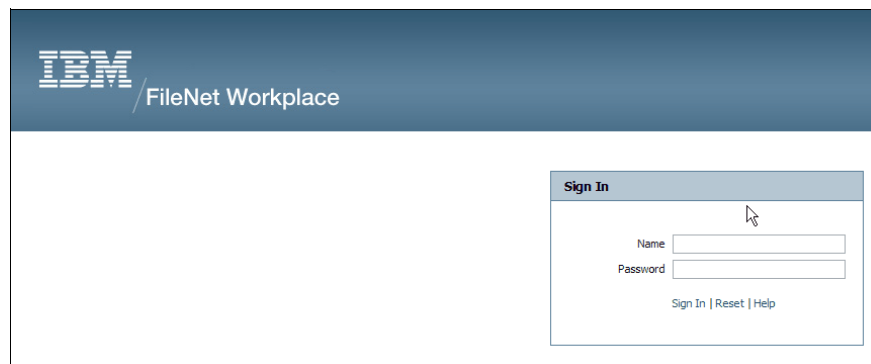 IBM
FileNet Workplace
Sign In
Name
Password
Sign In | Reset | Help